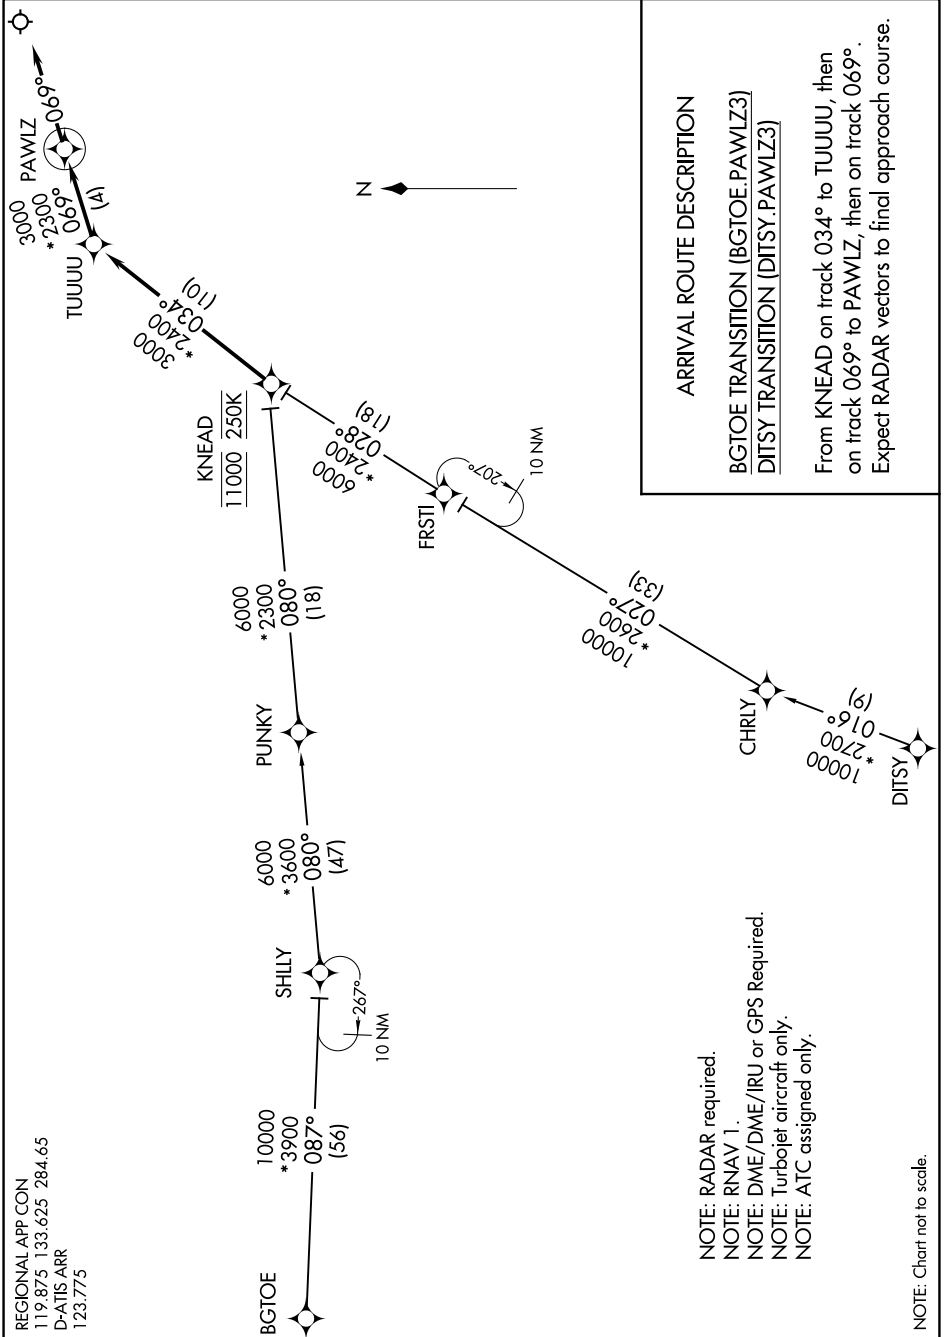 REGIONAL APP CON
119.875 133.625 284.65
D-ATIS ARR
123.775
BGTOE
10000
*3900
087°
(56)
SHLLY
267°
10 NM
6000
*3600
080°
(47)
PUNKY
6000
*2300
080°
(18)
KNEAD
11000 250K
3000
*2400
034°
(10)
TUUUU
3000
*2300
069°
(4)
PAWLZ
069°
N
6000
*2400
028°
(18)
FRSTI
207°
10 NM
10000
*2600
027°
(33)
CHRLY
10000
*2700
016°
(9)
DITSY
NOTE: RADAR required.
NOTE: RNAV 1.
NOTE: DME/DME/IRU or GPS Required.
NOTE: Turbojet aircraft only.
NOTE: ATC assigned only.
NOTE: Chart not to scale.
ARRIVAL ROUTE DESCRIPTION
BGTOE TRANSITION (BGTOE.PAWLZ3)
DITSY TRANSITION (DITSY.PAWLZ3)
From KNEAD on track 034° to TUUUU, then
on track 069° to PAWLZ, then on track 069°.
Expect RADAR vectors to final approach course.